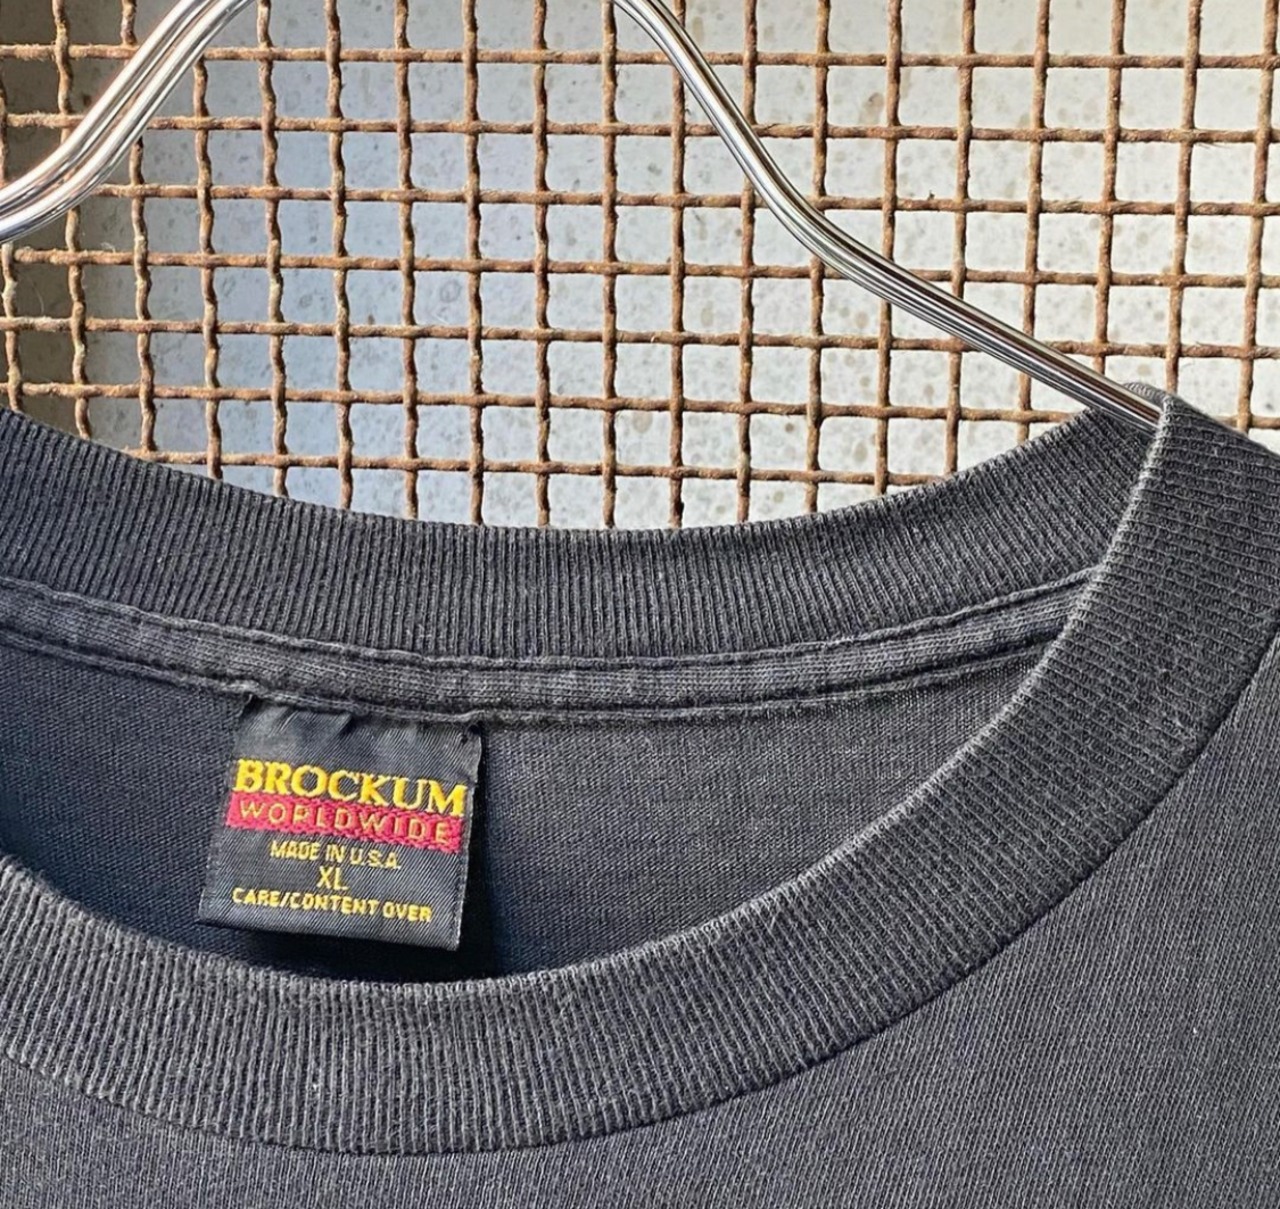 BROCKUM
WORLDWIDE
MADE IN U.S.A.
XL
CARE/CONTENT OVER